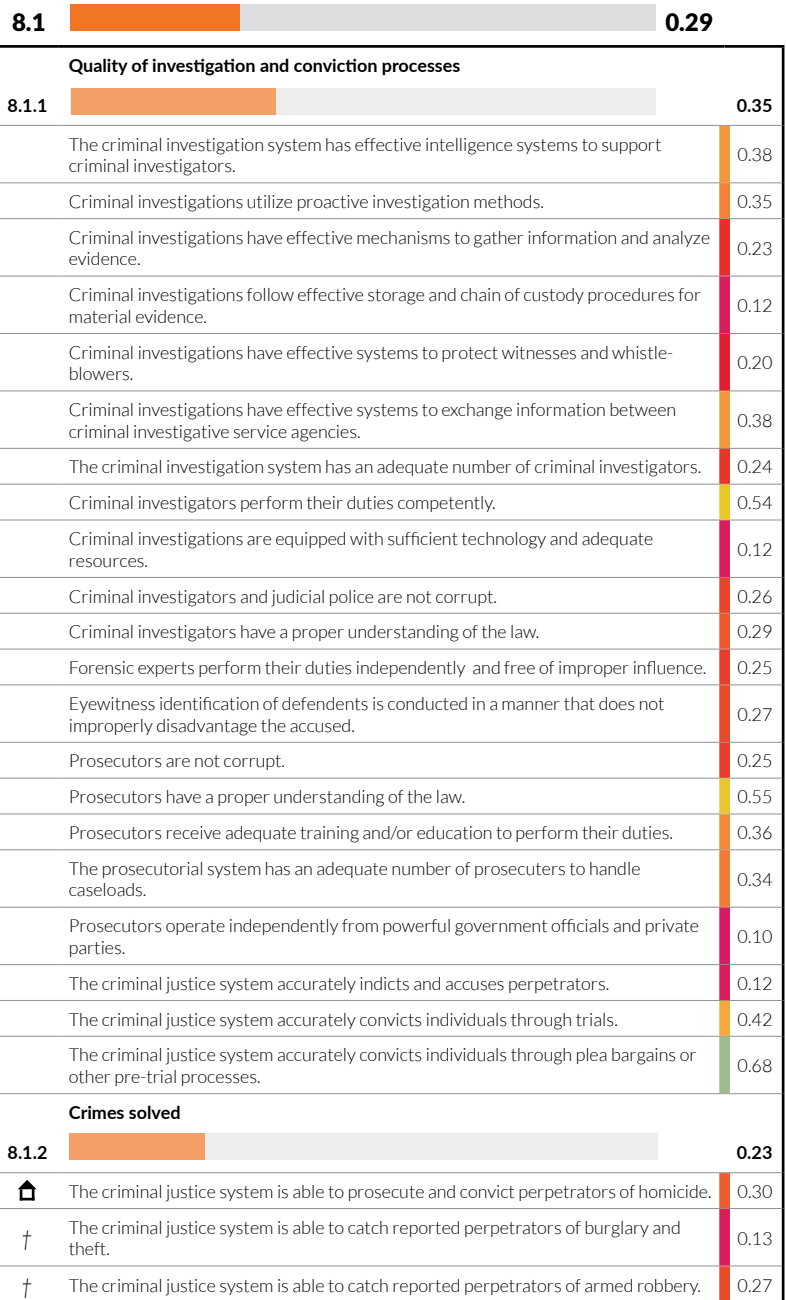 8.1 0.29
Quality of investigation and conviction processes
8.1.1 0.35
The criminal investigation system has effective intelligence systems to support
criminal investigators.
0.38
Criminal investigations utilize proactive investigation methods. 0.35
Criminal investigations have effective mechanisms to gather information and analyze
evidence.
0.23
Criminal investigations follow effective storage and chain of custody procedures for
material evidence.
0.12
Criminal investigations have effective systems to protect witnesses and whistle-
blowers.
0.20
Criminal investigations have effective systems to exchange information between
criminal investigative service agencies.
0.38
The criminal investigation system has an adequate number of criminal investigators. 0.24
Criminal investigators perform their duties competently. 0.54
Criminal investigations are equipped with sufficient technology and adequate
resources.
0.12
Criminal investigators and judicial police are not corrupt. 0.26
Criminal investigators have a proper understanding of the law. 0.29
Forensic experts perform their duties independently and free of improper influence. 0.25
Eyewitness identification of defendents is conducted in a manner that does not
improperly disadvantage the accused.
0.27
Prosecutors are not corrupt. 0.25
Prosecutors have a proper understanding of the law. 0.55
Prosecutors receive adequate training and/or education to perform their duties. 0.36
The prosecutorial system has an adequate number of prosecuters to handle
caseloads.
0.34
Prosecutors operate independently from powerful government officials and private
parties.
0.10
The criminal justice system accurately indicts and accuses perpetrators. 0.12
The criminal justice system accurately convicts individuals through trials. 0.42
The criminal justice system accurately convicts individuals through plea bargains or
other pre-trial processes.
0.68
Crimes solved
8.1.2 0.23
The criminal justice system is able to prosecute and convict perpetrators of homicide. 0.30
† The criminal justice system is able to catch reported perpetrators of burglary and
theft.
0.13
† The criminal justice system is able to catch reported perpetrators of armed robbery. 0.27